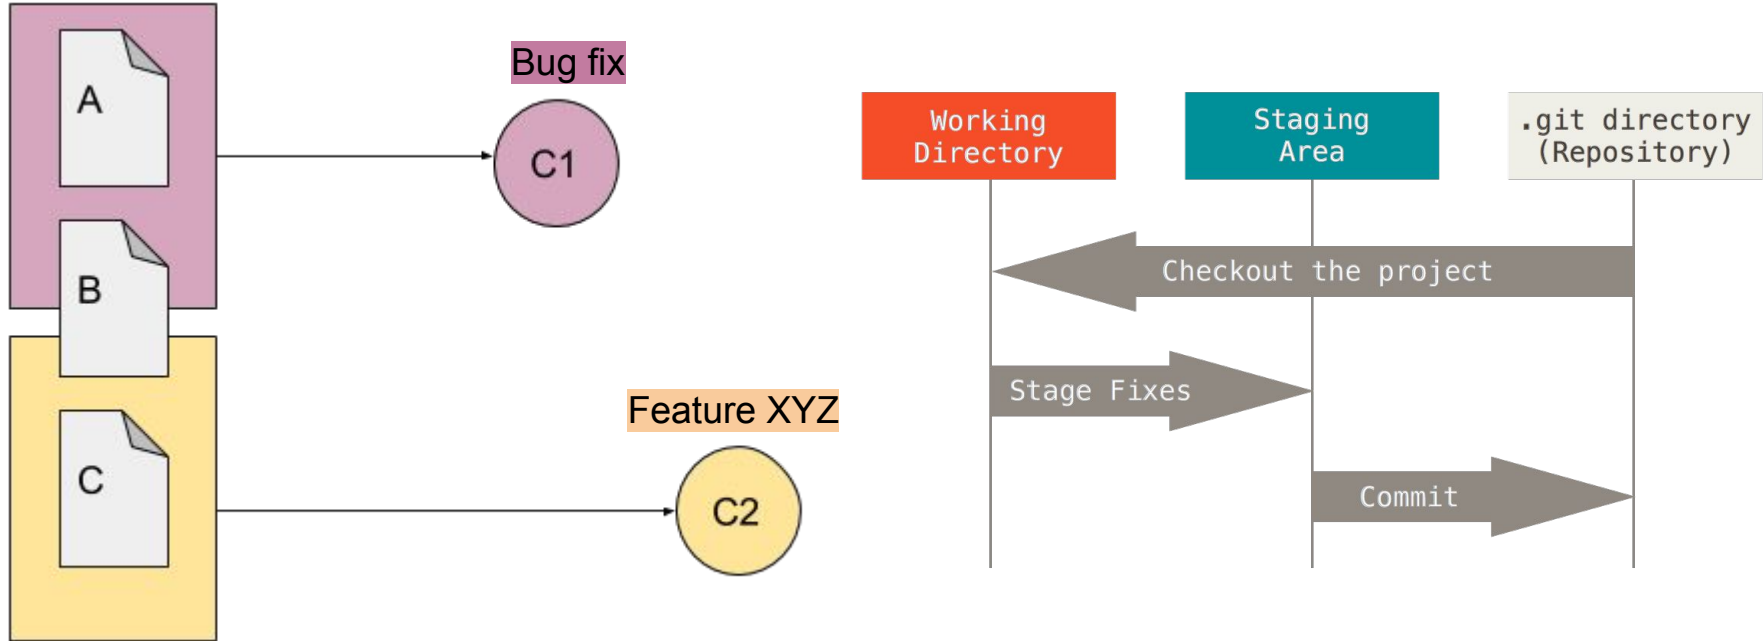 A
B
C
Bug fix
C1
Feature XYZ
C2
Working
Directory
Staging
Area
.git directory
(Repository)
Checkout the project
Stage Fixes
Commit